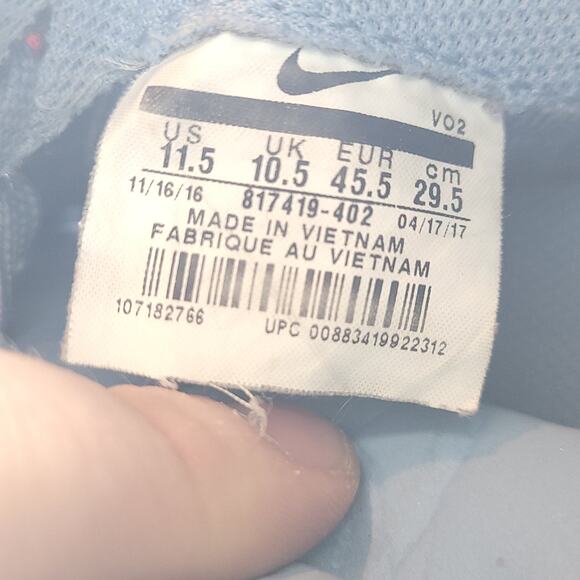 VO2
US UK EUR cm
11.5 10.5 45.5 29.5
11/16/16 817419-402 04/17/17
MADE IN VIETNAM
FABRIQUE AU VIETNAM
107182766 UPC 00883419922312